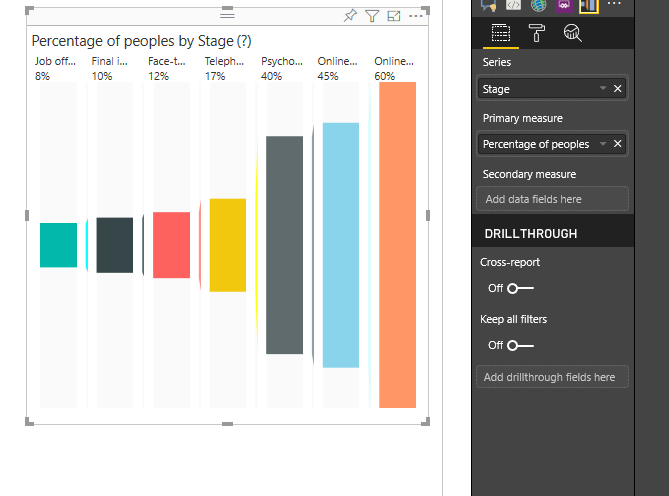 Percentage of peoples by Stage (?)
Job off... Final i... Face-t... Teleph... Psycho... Online... Online...
8% 10% 12% 17% 40% 45% 60%
Series
Stage
Primary measure
Percentage of peoples
Secondary measure
Add data fields here
DRILLTHROUGH
Cross-report
Off
Keep all filters
Off
Add drillthrough fields here